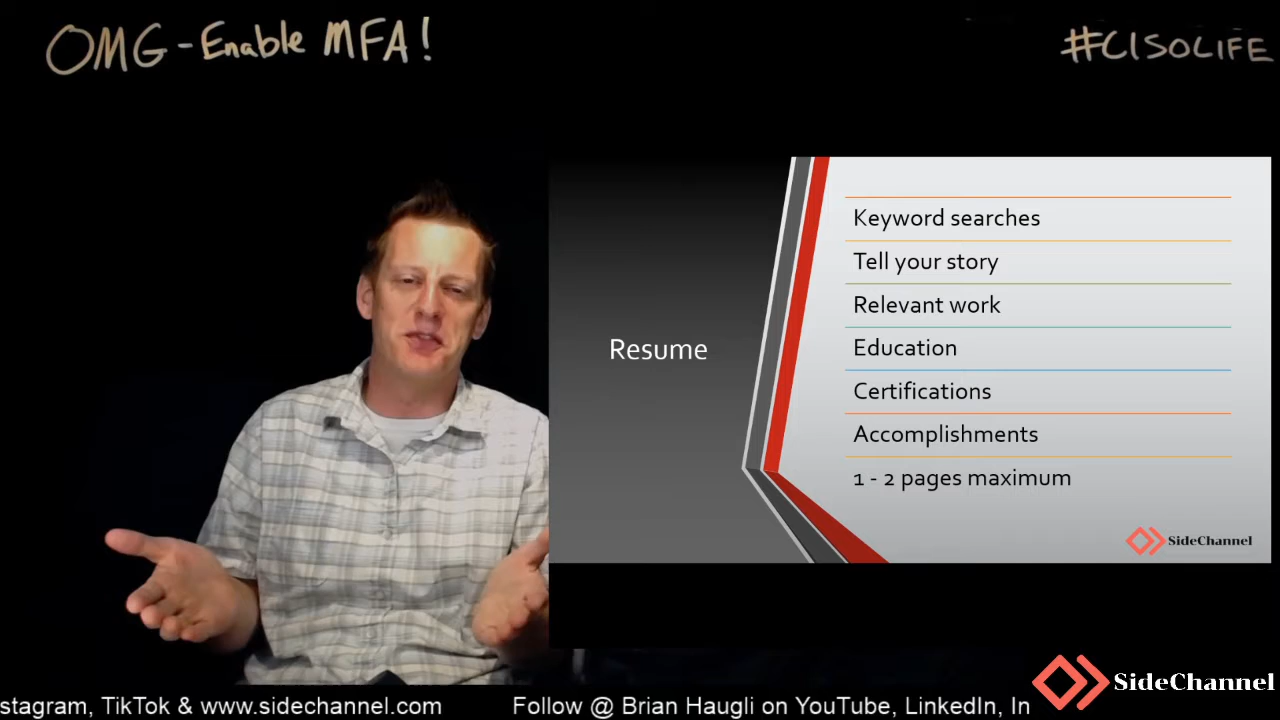 OMG - Enable MFA!
#CISOLIFE
Resume
Keyword searches
Tell your story
Relevant work
Education
Certifications
Accomplishments
1 - 2 pages maximum
SideChannel
SideChannel
stagram, TikTok & www.sidechannel.com Follow @ Brian Haugli on YouTube, LinkedIn, In